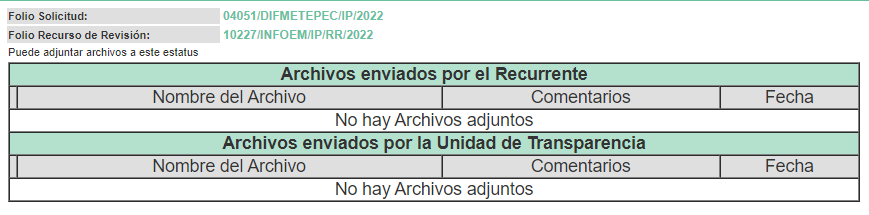 Folio Solicitud: 04051/DIFMETEPEC/IP/2022
Folio Recurso de Revisión: 10227/INFOEM/IP/RR/2022
Puede adjuntar archivos a este estatus
Archivos enviados por el Recurrente
Nombre del Archivo Comentarios Fecha
No hay Archivos adjuntos
Archivos enviados por la Unidad de Transparencia
Nombre del Archivo Comentarios Fecha
No hay Archivos adjuntos